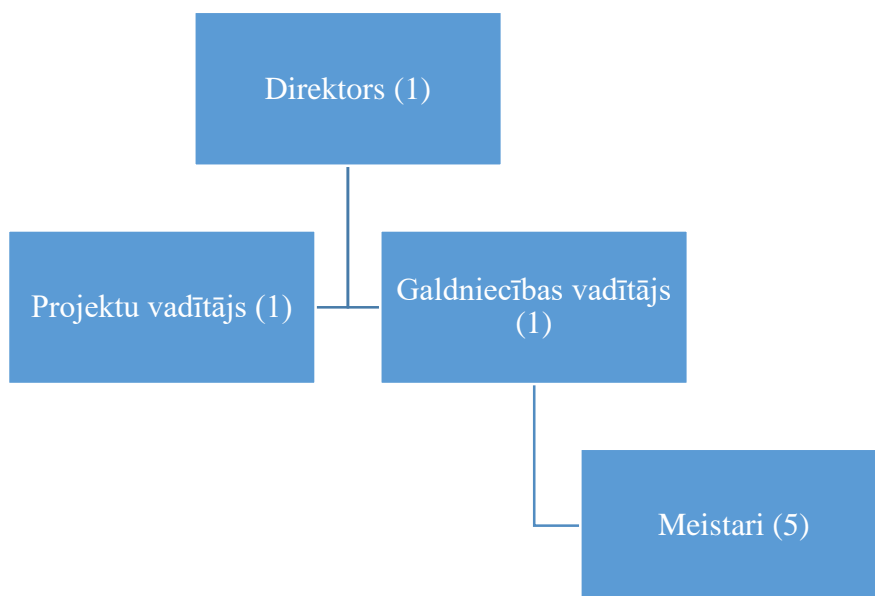 Direktors (1)
Projektu vadītājs (1)
Galdniecības vadītājs
(1)
Meistari (5)